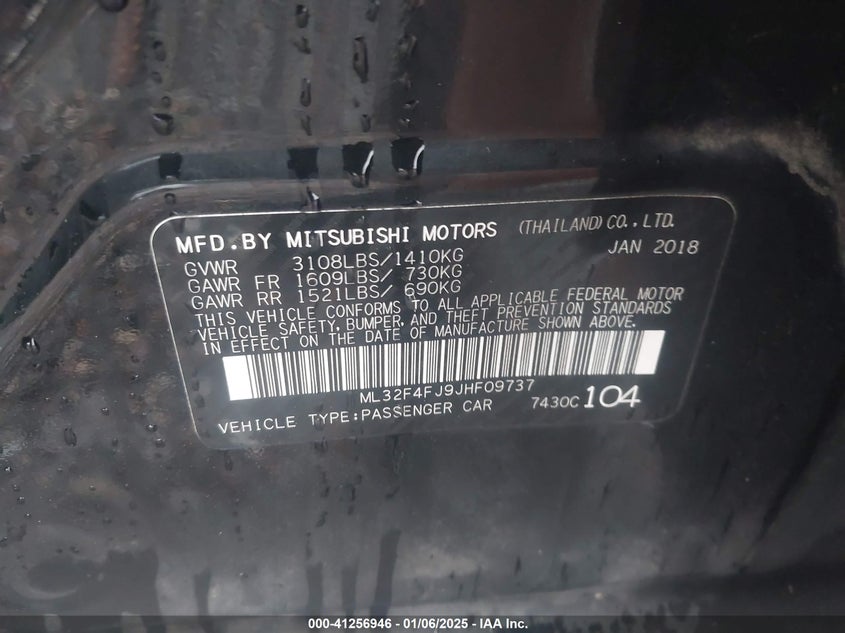 MFD.BY MITSUBISHI MOTORS (THAILAND) CO., LTD.
JAN 2018
GVWR 3108LBS/1410KG
GAWR FR 1609LBS/ 730KG
GAWR RR 1521LBS/ 690KG
THIS VEHICLE CONFORMS TO ALL APPLICABLE FEDERAL MOTOR
VEHICLE SAFETY, BUMPER, AND THEFT PREVENTION STANDARDS
IN EFFECT ON THE DATE OF MANUFACTURE SHOWN ABOVE.
ML32F4FJ9JHF09737
VEHICLE TYPE:PASSENGER CAR 7430C 104
000-41256946 - 01/06/2025 - IAA Inc.